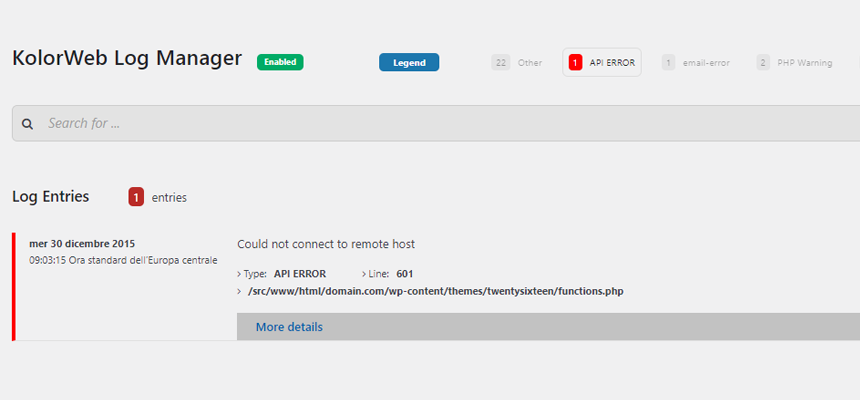 KolorWeb Log Manager Enabled Legend 22 Other 1 API ERROR 1 email-error 2 PHP Warning
Search for ...
Log Entries 1 entries
mer 30 dicembre 2015 Could not connect to remote host
09:03:15 Ora standard dell'Europa centrale
Type: API ERROR Line: 601
/src/www/html/domain.com/wp-content/themes/twentysixteen/functions.php
More details